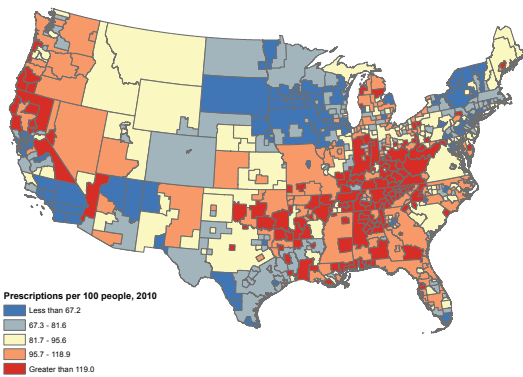 Prescriptions per 100 people, 2010
Less than 67.2
67.3 - 81.6
81.7 - 95.6
95.7 - 118.9
Greater than 119.0